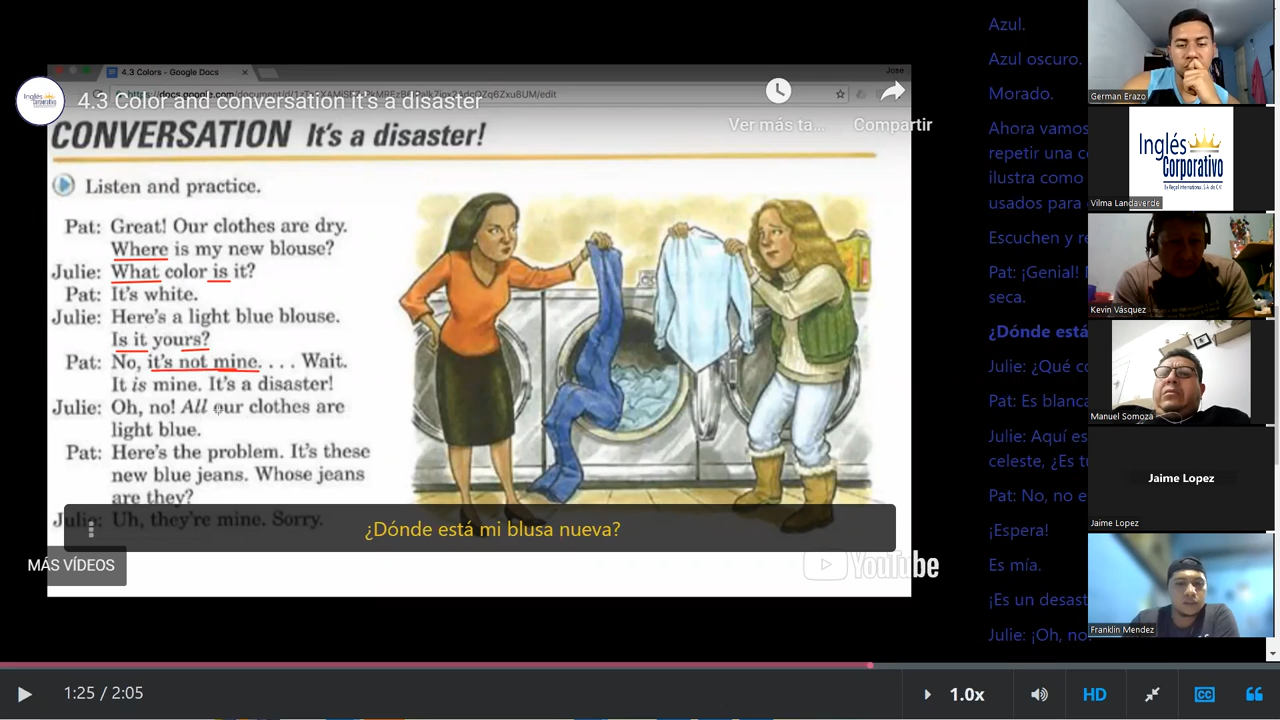 4.3 Colors - Google Docs
Jose
4.3 Color and conversation it's a disaster
Ver más ta...
Compartir
Inglés
Corporativo
CONVERSATION It's a disaster!
Listen and practice.
Pat: Great! Our clothes are dry.
Where is my new blouse?
Julie: What color is it?
Pat: It's white.
Julie: Here's a light blue blouse.
Is it yours?
Pat: No, it's not mine. . . . Wait.
It is mine. It's a disaster!
Julie: Oh, no! All our clothes are
light blue.
Pat: Here's the problem. It's these
new blue jeans. Whose jeans
are they?
Julie: Uh, they're mine. Sorry.
¿Dónde está mi blusa nueva?
MÁS VÍDEOS
YouTube
1:25 / 2:05
1.0x
HD
CC
Azul.
Azul oscuro.
Morado.
Ahora vamos
repetir una
ilustra como
usados para
Escuchen y
Pat: ¡Genial!
seca.
¿Dónde está
Julie: ¿Qué
Pat: Es blanca
Julie: Aquí es
celeste, ¿Es
Pat: No, no e
¡Espera!
Es mía.
¡Es un desast
Julie: ¡Oh, no
German Erazo
Inglés
Corporativo
Vilma Landaverde
Kevin Vásquez
Manuel Somoza
Jaime Lopez
Jaime Lopez
Franklin Mendez